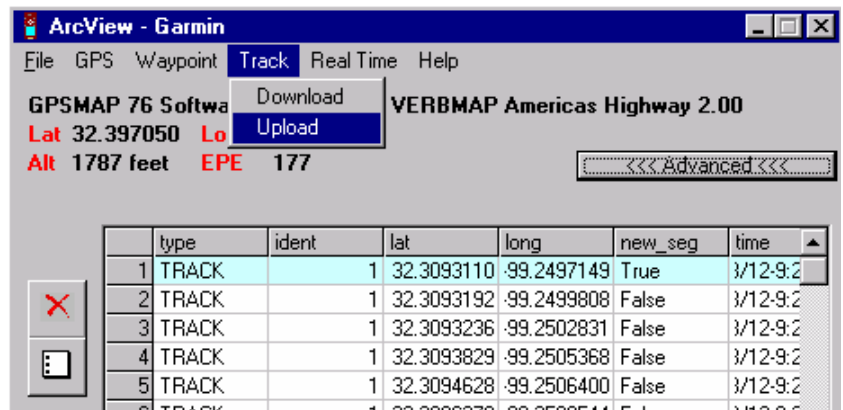 ArcView - Garmin
File GPS Waypoint Track Real Time Help
Download
Upload
GPSMAP 76 VERBMAP Americas Highway 2.00
Lat 32.397050
Alt 1787 feet EPE 177
<<< Advanced <<<
type ident lat long new_seg time
1 TRACK 1 32.3093110 -99.2497149 True
2 TRACK 1 32.3093192 -99.2499808 False
3 TRACK 1 32.3093236 -99.2502831 False
4 TRACK 1 32.3093829 -99.2505368 False
5 TRACK 1 32.3094628 -99.2506400 False